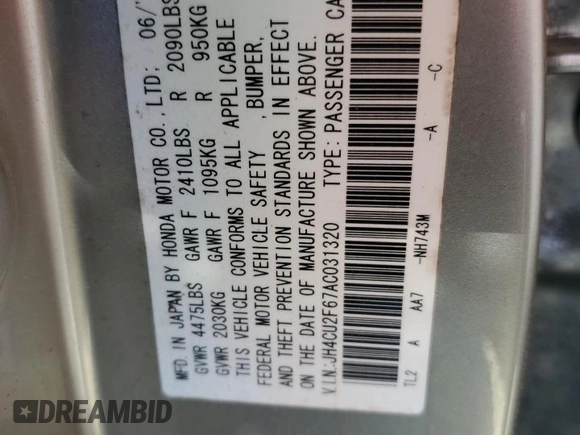 MFD. IN JAPAN BY HONDA MOTOR CO., LTD; 06/
GVWR 4475LBS GAWR F 2410LBS R 2090LBS
GVWR 2030KG GAWR F 1095KG R 950KG
THIS VEHICLE CONFORMS TO ALL APPLICABLE
FEDERAL MOTOR VEHICLE SAFETY , BUMPER,
AND THEFT PREVENTION STANDARDS IN EFFECT
ON THE DATE OF MANUFACTURE SHOWN ABOVE.
V.I.N.:JH4CU2F67AC031320 TYPE: PASSENGER CA
-A -C
TL2 A AA7 -NH743M
DREAMBID